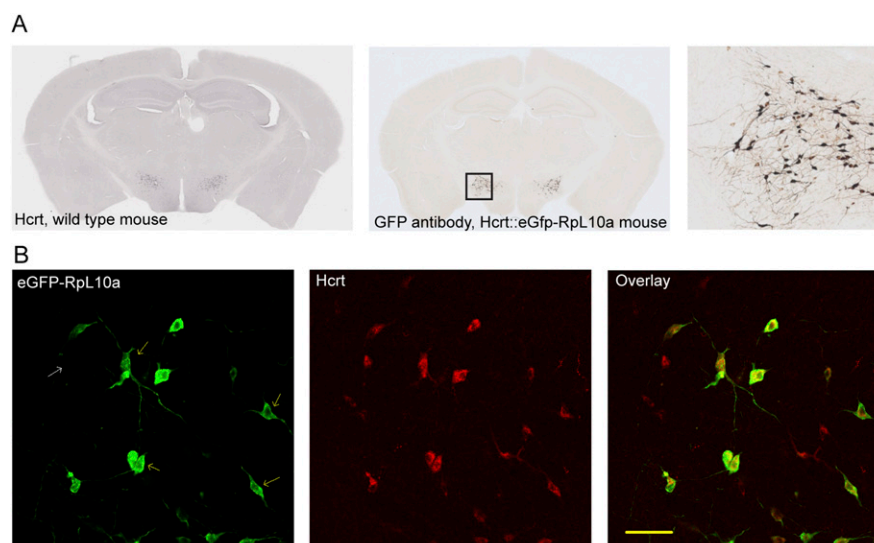 A
Hcrt, wild type mouse
GFP antibody, Hcrt::eGfp-RpL10a mouse
B
eGFP-RpL10a
Hcrt
Overlay